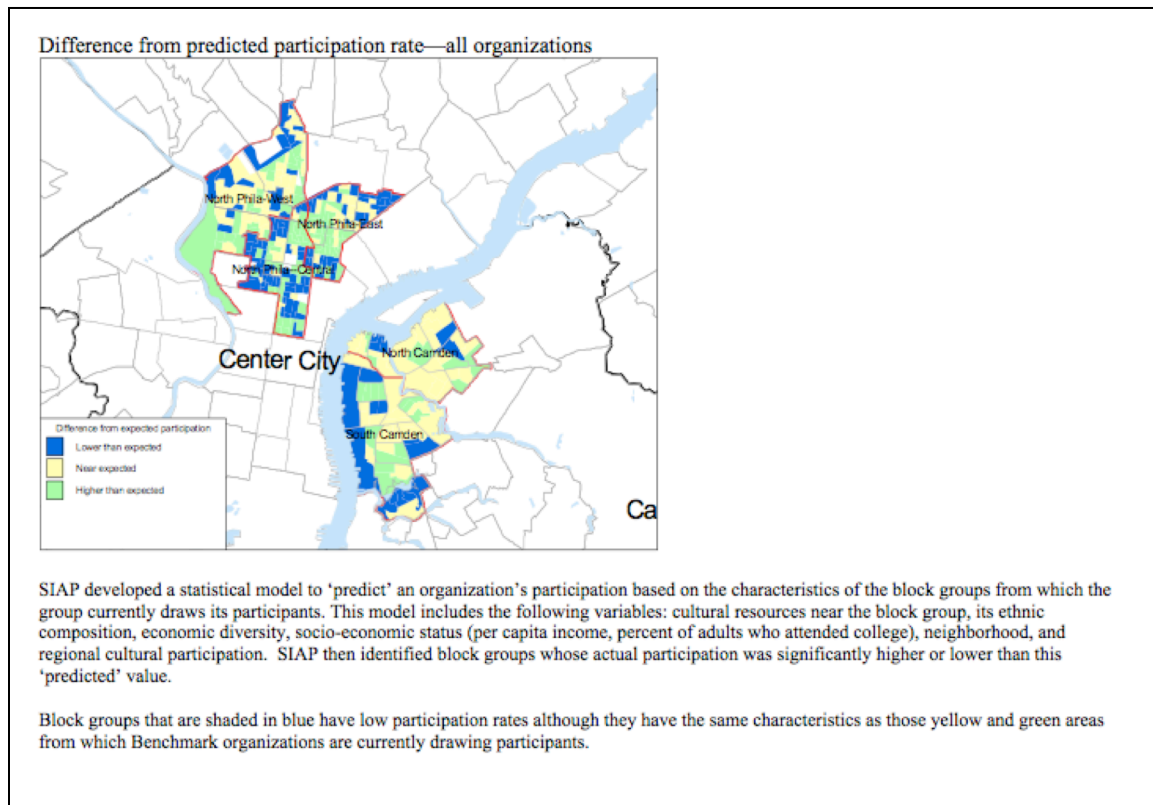 Difference from predicted participation rate—all organizations
North Phila-West
North Phila-East
North Phila--Central
Center City
North Camden
South Camden
Difference from expected participation
Lower than expected
Near expected
Higher than expected
Ca
SIAP developed a statistical model to ‘predict’ an organization’s participation based on the characteristics of the block groups from which the
group currently draws its participants. This model includes the following variables: cultural resources near the block group, its ethnic
composition, economic diversity, socio-economic status (per capita income, percent of adults who attended college), neighborhood, and
regional cultural participation.  SIAP then identified block groups whose actual participation was significantly higher or lower than this
‘predicted’ value.
Block groups that are shaded in blue have low participation rates although they have the same characteristics as those yellow and green areas
from which Benchmark organizations are currently drawing participants.